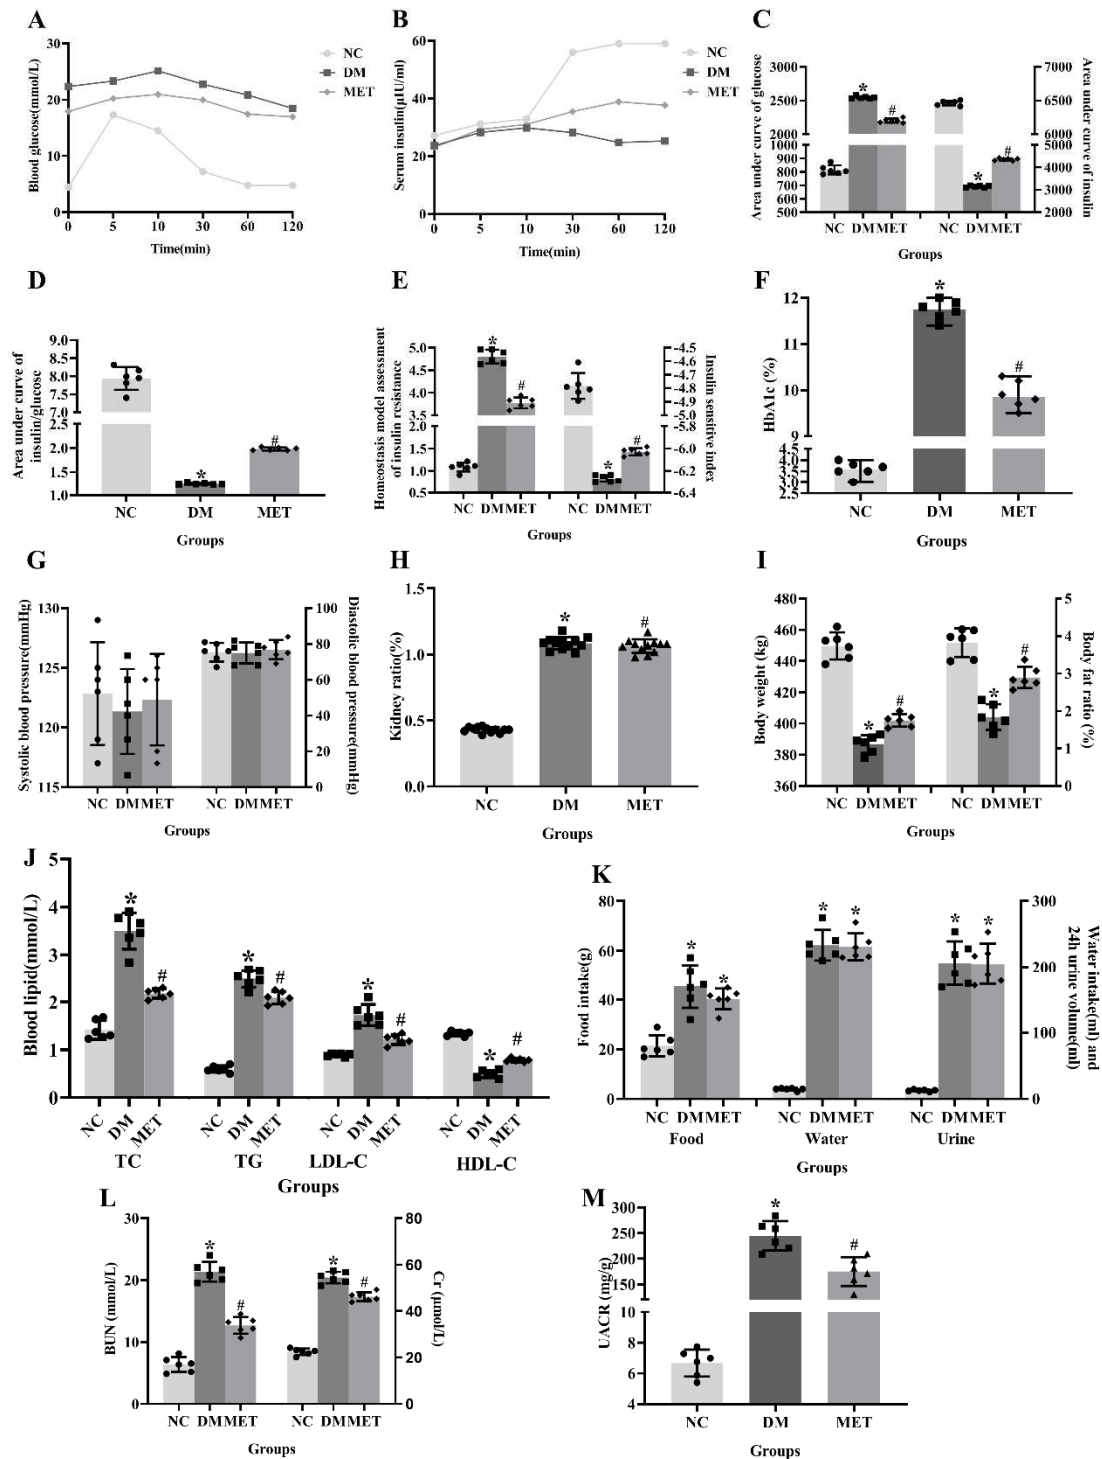 A
Blood glucose(mmol/L)
30
20
10
0
0 5 10 30 60 120
Time(min)
NC
DM
MET
B
Serum insulin(μIU/ml)
60
40
20
0
0 5 10 30 60 120
Time(min)
NC
DM
MET
C
Area under curve of glucose
3000
2500
2000
1000
900
800
700
600
500
* # * #
Area under curve of insulin
7000
6500
6000
5000
4000
3000
2000
NC DM MET NC DM MET
Groups
D
Area under curve of
insulin/glucose
9.0
8.5
8.0
7.5
7.0
2.5
2.0
1.5
1.0
* #
NC DM MET
Groups
E
Homeostasis model assessment
of insulin resistance
5.0
4.5
4.0
3.5
2.0
1.5
1.0
0.5
* # * #
Insulin sensitive index
-4.5
-4.6
-4.7
-4.8
-4.9
-5.0
-5.8
-6.0
-6.2
-6.4
NC DM MET NC DM MET
Groups
F
HbA1c (%)
12
11
10
9
4.5
4.0
3.5
3.0
2.5
* #
NC DM MET
Groups
G
Systolic blood pressure(mmHg)
130
125
120
115
Diastolic blood pressure(mmHg)
100
80
60
40
20
0
NC DM MET NC DM MET
Groups
H
Kidney ratio(%)
1.5
1.0
0.5
0.0
* #
NC DM MET
Groups
I
Body weight (kg)
480
460
440
420
400
380
360
* # * #
Body fat ratio (%)
5
4
3
2
1
0
NC DM MET NC DM MET
Groups
J
Blood lipid(mmol/L)
5
4
3
2
1
0
* # * # * # * #
NC DM MET NC DM MET NC DM MET NC DM MET
TC TG LDL-C HDL-C
Groups
K
Food intake(g)
80
60
40
20
0
* * * * * *
Water intake(ml) and
24h urine volume(ml)
300
200
100
0
NC DM MET NC DM MET NC DM MET
Food Water Urine
Groups
L
BUN (mmol/L)
30
20
10
0
* # * #
Cr (μmol/L)
80
60
40
20
0
NC DM MET NC DM MET
Groups
M
UACR (mg/g)
300
250
200
150
10
8
6
4
* #
NC DM MET
Groups